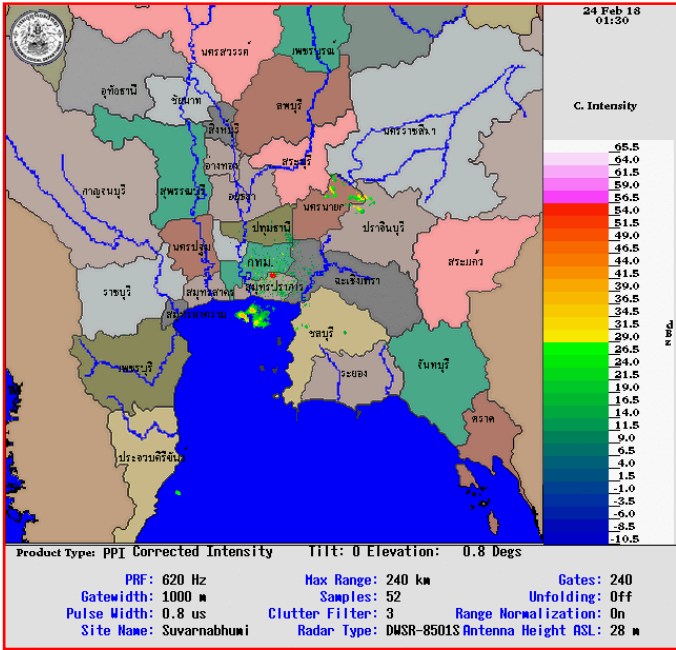 24 Feb 18
01:30
C. Intensity
นครสวรรค์
เพชรบูรณ์
อุทัยธานี
ชัยนาท
ลพบุรี
นครราชสีมา
สิงห์บุรี
อ่างทอง
สระบุรี
กาญจนบุรี
สุพรรณบุรี
อยุธยา
นครนายก
ปราจีนบุรี
ปทุมธานี
นครปฐม
กทม.
สระแก้ว
ราชบุรี
สมุทรสาคร
สมุทรปราการ
ฉะเชิงเทรา
สมุทรสงคราม
ชลบุรี
เพชรบุรี
ระยอง
จันทบุรี
ตราด
ประจวบคีรีขันธ์
65.5
64.0
61.5
59.0
56.5
54.0
51.5
49.0
46.5
44.0
41.5
39.0
36.5
34.0
31.5
29.0
26.5
24.0
21.5
19.0
16.5
14.0
11.5
9.0
6.5
4.0
1.5
-1.0
-3.5
-6.0
-8.5
-10.5
Product Type: PPI Corrected Intensity Tilt: 0 Elevation: 0.8 Degs
PRF: 620 Hz Max Range: 240 km Gates: 240
Gatewidth: 1000 m Samples: 52 Unfolding: Off
Pulse Width: 0.8 us Clutter Filter: 3 Range Normalization: On
Site Name: Suvarnabhumi Radar Type: DWSR-8501S Antenna Height ASL: 28 m